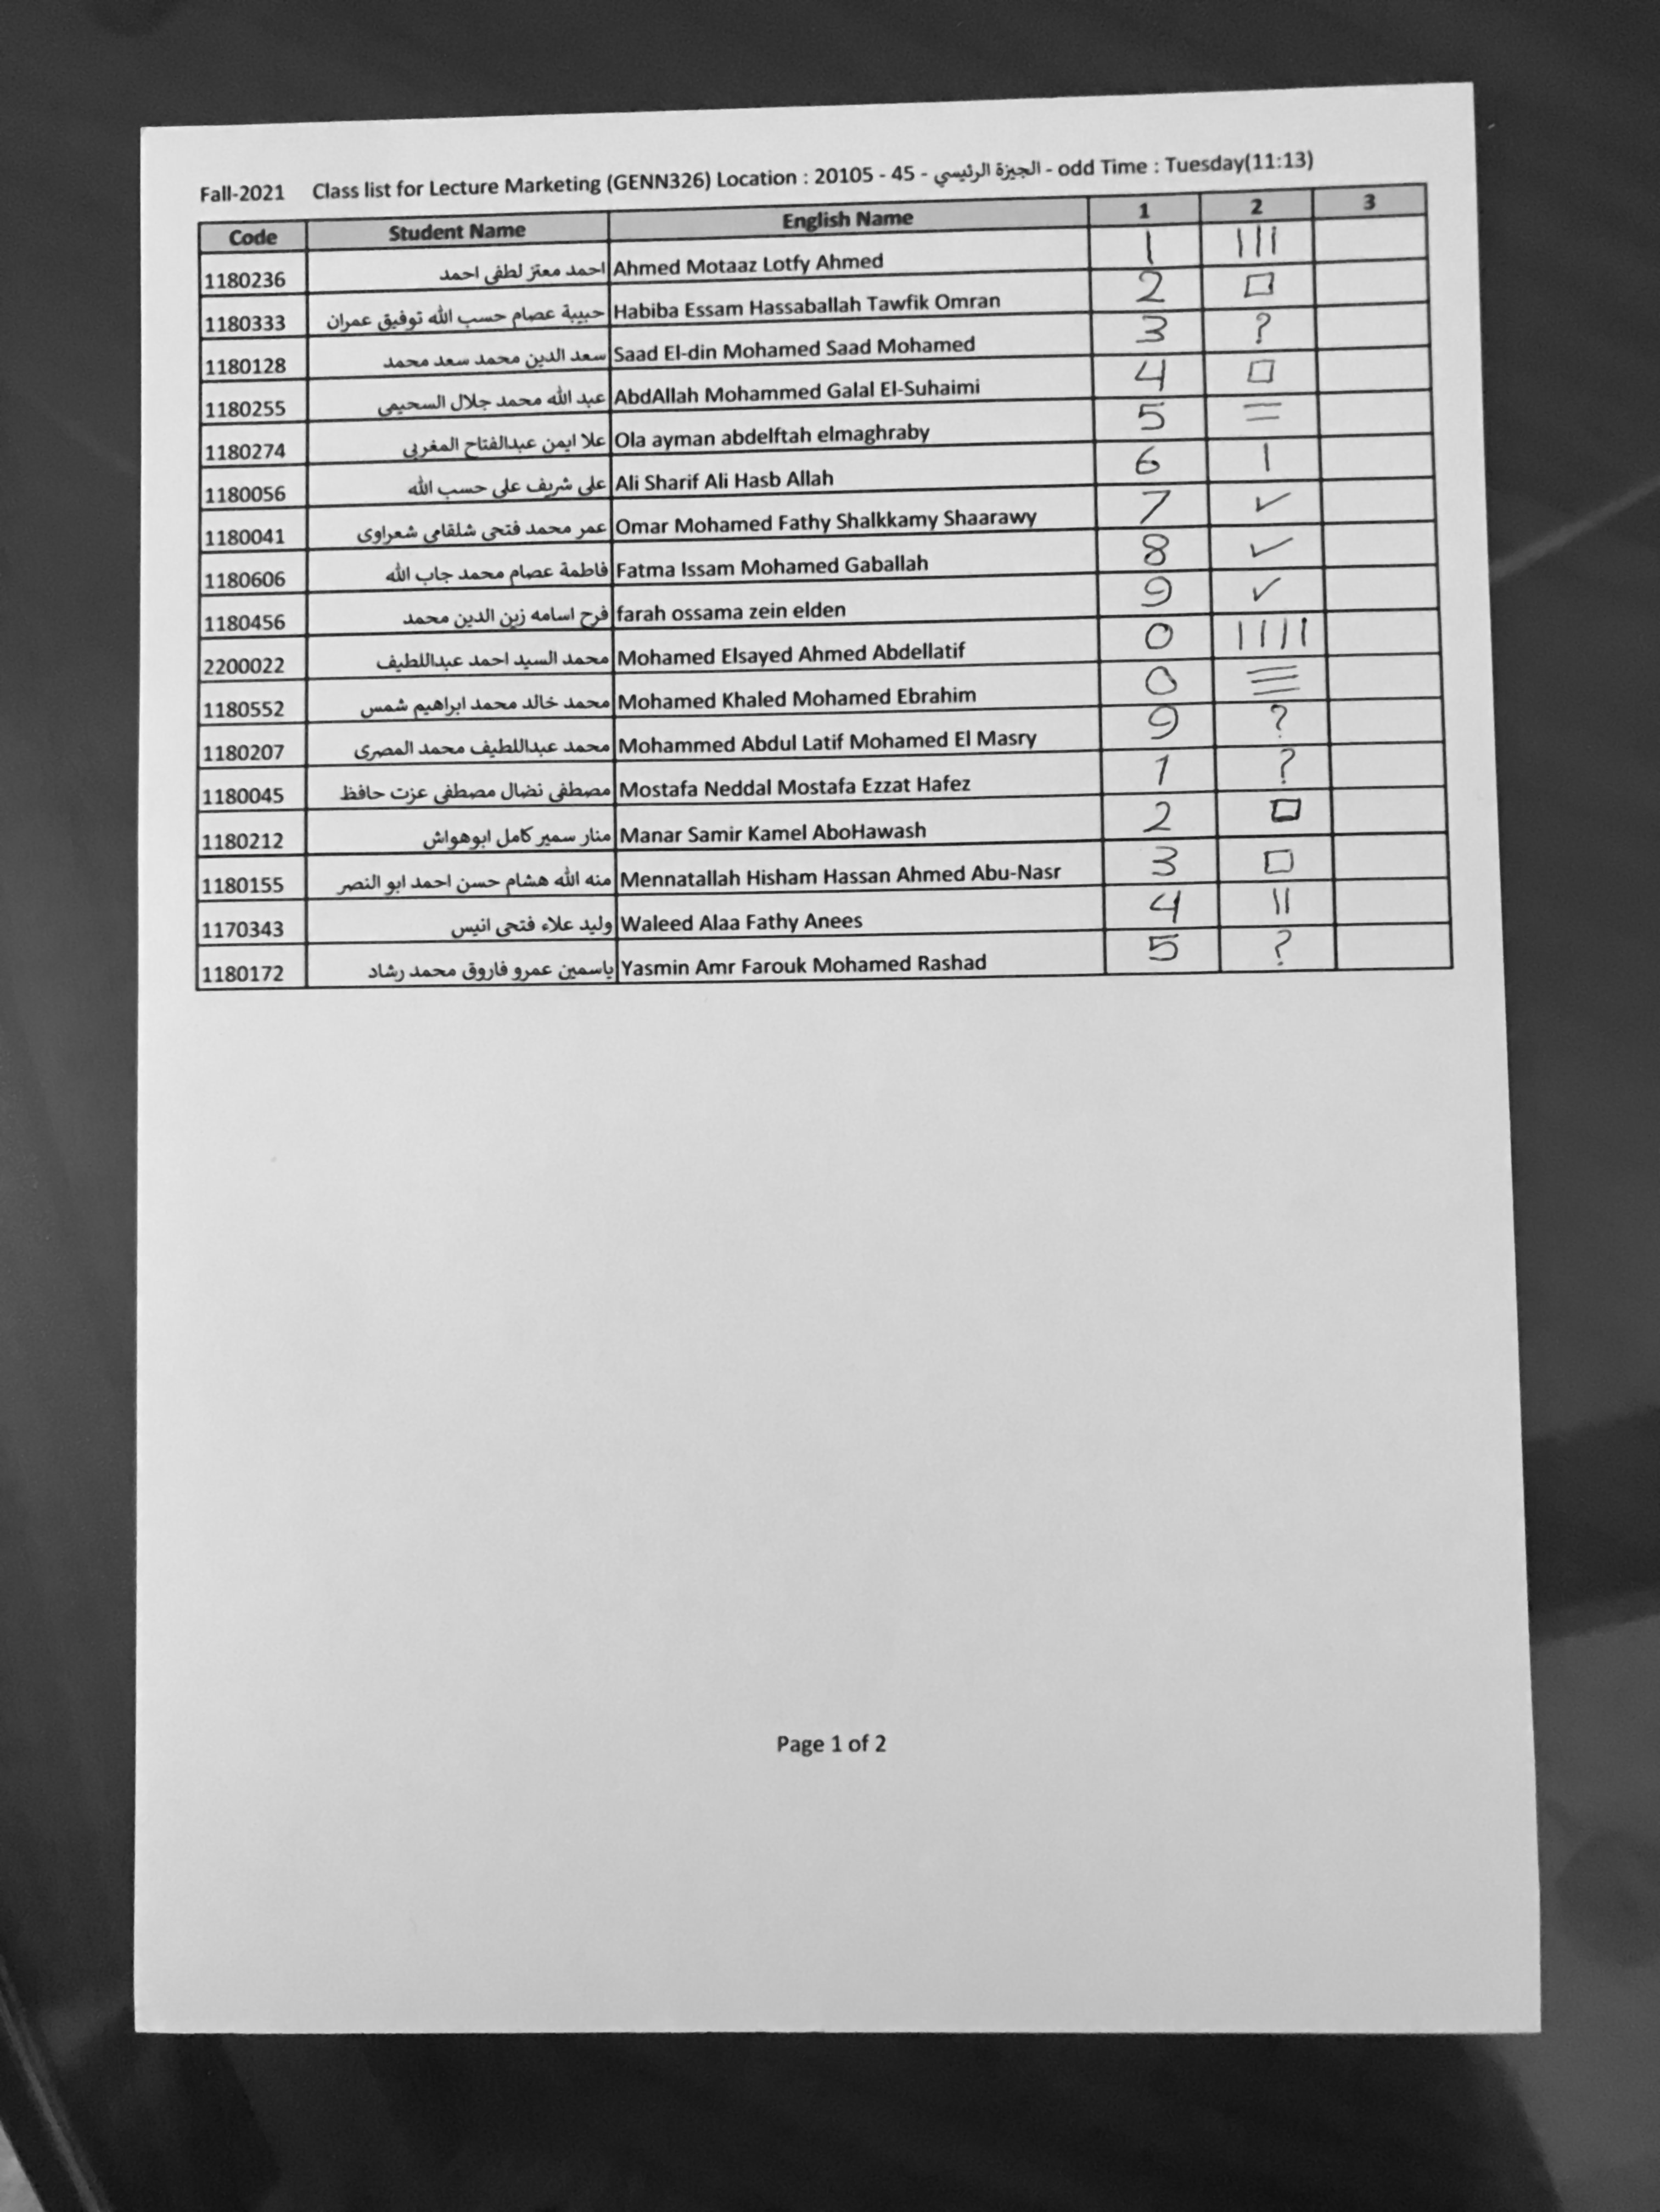 Fall-2021 Class list for Lecture Marketing (GENN326) Location : 20105 - 45 - الجيزة الرئيسي - odd Time : Tuesday(11:13)
Code Student Name English Name 1 2 3
1180236 احمد معتز لطفى احمد Ahmed Motaaz Lotfy Ahmed 1 |||
1180333 حبيبة عصام حسب الله توفيق عمران Habiba Essam Hassaballah Tawfik Omran 2 □
1180128 سعد الدين محمد سعد محمد Saad El-din Mohamed Saad Mohamed 3 ?
1180255 عبد الله محمد جلال السحيمى AbdAllah Mohammed Galal El-Suhaimi 4 □
1180274 علا ايمن عبدالفتاح المغربى Ola ayman abdelftah elmaghraby 5 =
1180056 على شريف على حسب الله Ali Sharif Ali Hasb Allah 6 |
1180041 عمر محمد فتحى شلقامي شعراوى Omar Mohamed Fathy Shalkkamy Shaarawy 7 ✓
1180606 فاطمة عصام محمد جاب الله Fatma Issam Mohamed Gaballah 8 ✓
1180456 فرح اسامه زين الدين محمد farah ossama zein elden 9 ✓
2200022 محمد السيد احمد عبداللطيف Mohamed Elsayed Ahmed Abdellatif 0 ||||
1180552 محمد خالد محمد ابراهيم شمس Mohamed Khaled Mohamed Ebrahim 0 ≡
1180207 محمد عبداللطيف محمد المصرى Mohammed Abdul Latif Mohamed El Masry 9 ?
1180045 مصطفى نضال مصطفى عزت حافظ Mostafa Neddal Mostafa Ezzat Hafez 1 ?
1180212 منار سمير كامل ابوهواش Manar Samir Kamel AboHawash 2 □
1180155 منه الله هشام حسن احمد ابو النصر Mennatallah Hisham Hassan Ahmed Abu-Nasr 3 □
1170343 وليد علاء فتحى انيس Waleed Alaa Fathy Anees 4 ||
1180172 ياسمين عمرو فاروق محمد رشاد Yasmin Amr Farouk Mohamed Rashad 5 ?
Page 1 of 2